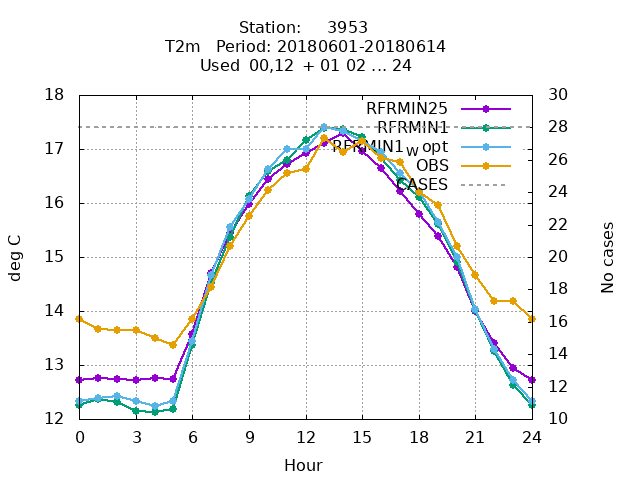 Station: 3953
T2m Period: 20180601-20180614
Used 00,12 + 01 02 ... 24
18
17
16
15
14
13
12
30
28
26
24
22
20
18
16
14
12
10
RFRMIN25
RFRMIN1
RFRMIN1_W opt
OBS
CASES
deg C
No cases
0 3 6 9 12 15 18 21 24
Hour